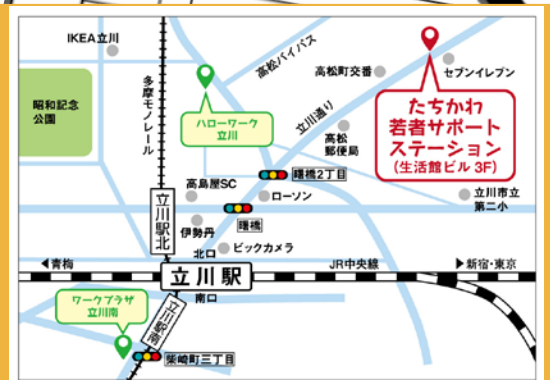 IKEA立川
高松バイパス
高松町交番
セブンイレブン
昭和記念
公園
多摩モノレール
ハローワーク
立川
立川通り
高松
郵便局
たちかわ
若者サポート
ステーション
(生活館ビル3F)
曙橋2丁目
高島屋SC
ローソン
立川市立
第二小
立川駅北
伊勢丹
曙橋
北口
ビックカメラ
◀青梅
立川駅
JR中央線
▶新宿・東京
ワークプラザ
立川南
南口
立川駅南
柴崎町三丁目